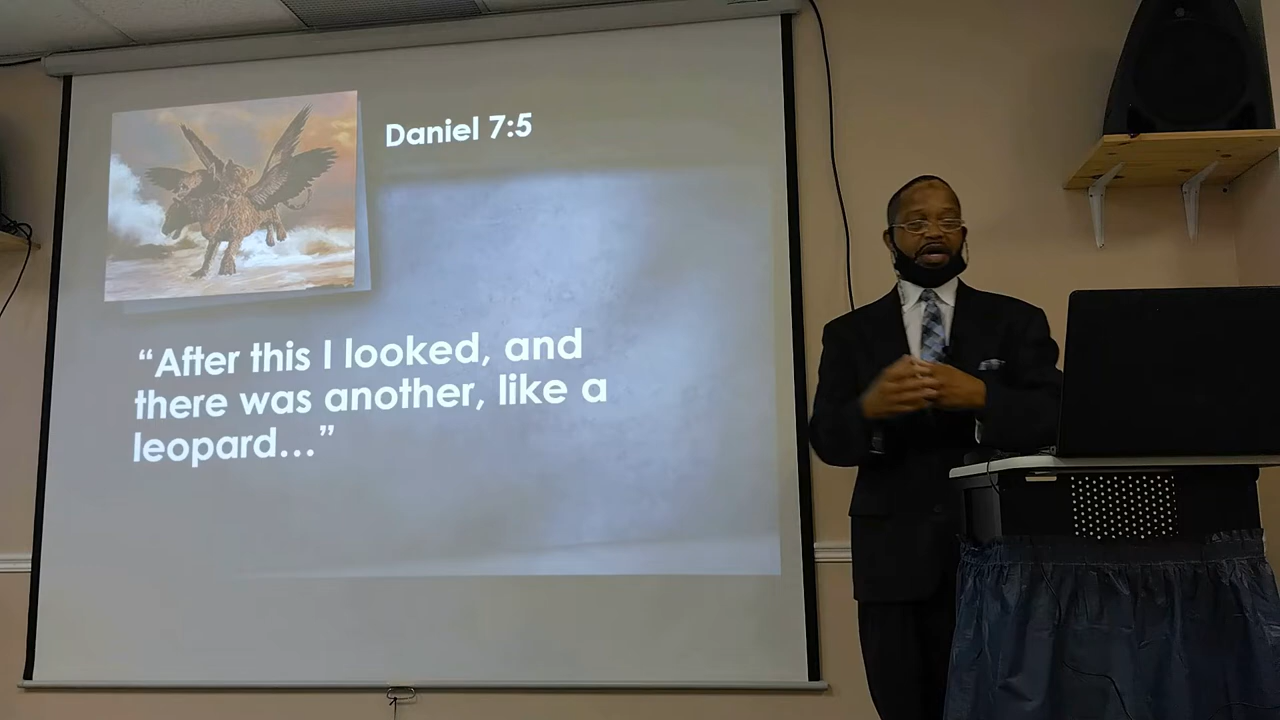 Daniel 7:5
“After this I looked, and
there was another, like a
leopard…”